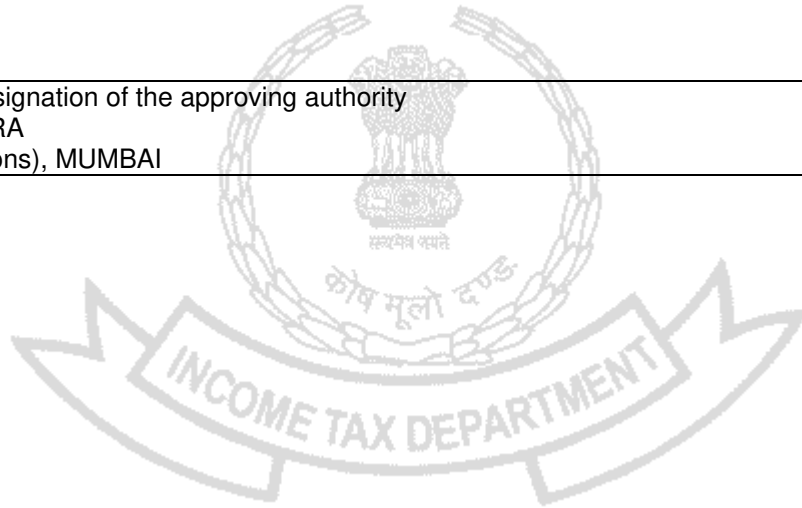 signation of the approving authority
RA
ons), MUMBAI
सत्यमेव जयते
कोष मूलो दण्डः
INCOME TAX DEPARTMENT